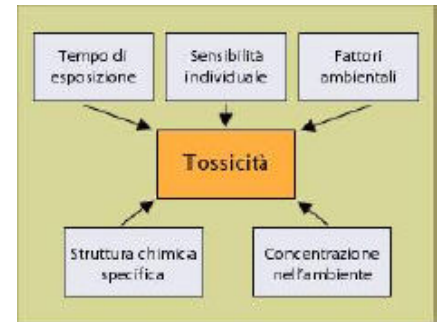 Tempo di
esposizione
Sensibilità
individuale
Fattori
ambientali
Tossicità
Struttura chimica
specifica
Concentrazione
nell'ambiente